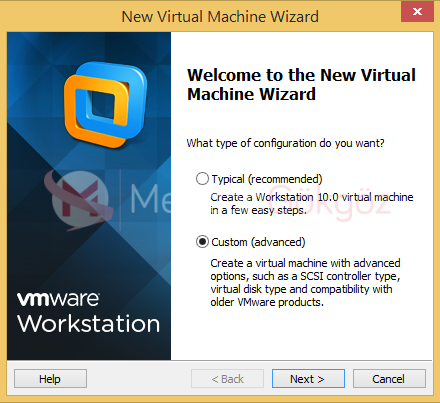 New Virtual Machine Wizard
Welcome to the New Virtual
Machine Wizard
What type of configuration do you want?
Typical (recommended)
Create a Workstation 10.0 virtual machine
in a few easy steps.
Custom (advanced)
Create a virtual machine with advanced
options, such as a SCSI controller type,
virtual disk type and compatibility with
older VMware products.
vmware
Workstation
Help
< Back
Next >
Cancel